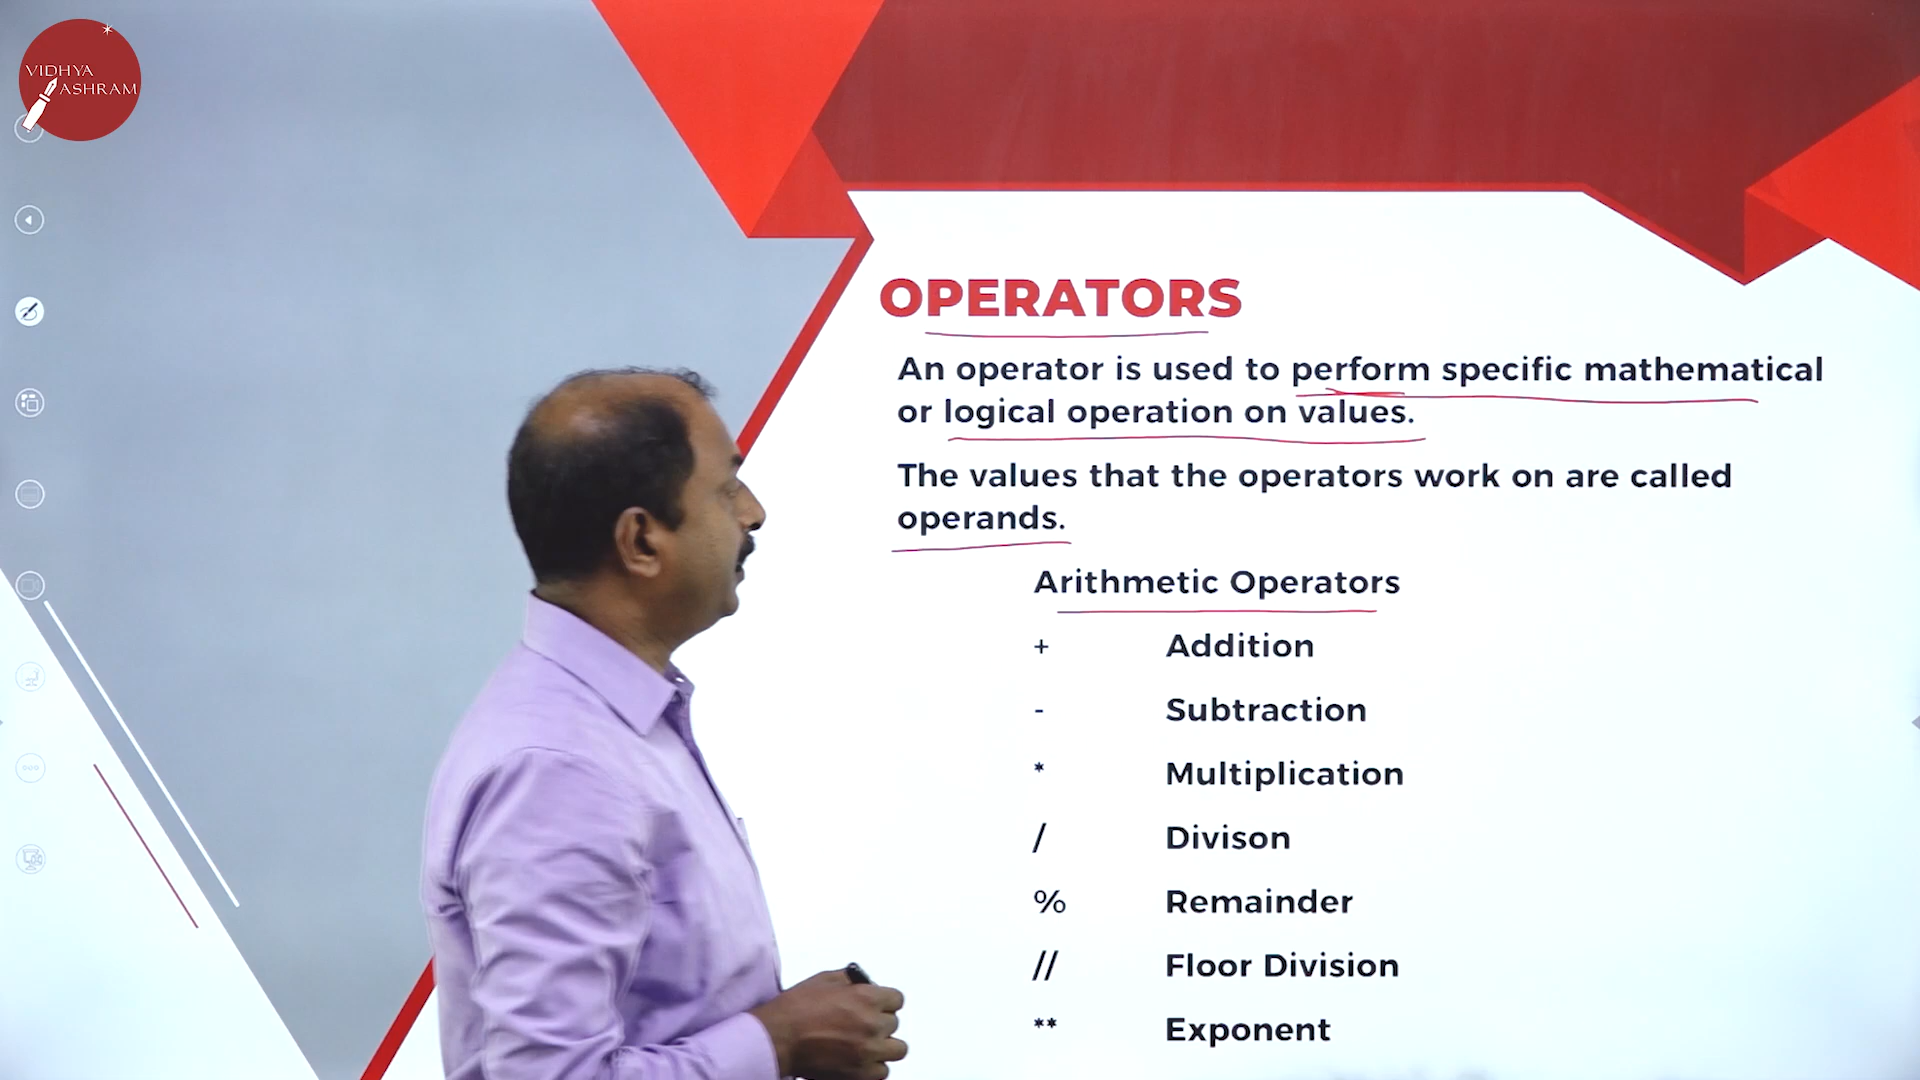 VIDHYA
ASHRAM
OPERATORS
An operator is used to perform specific mathematical
or logical operation on values.
The values that the operators work on are called
operands.
Arithmetic Operators
+ Addition
- Subtraction
* Multiplication
/ Divison
% Remainder
// Floor Division
** Exponent